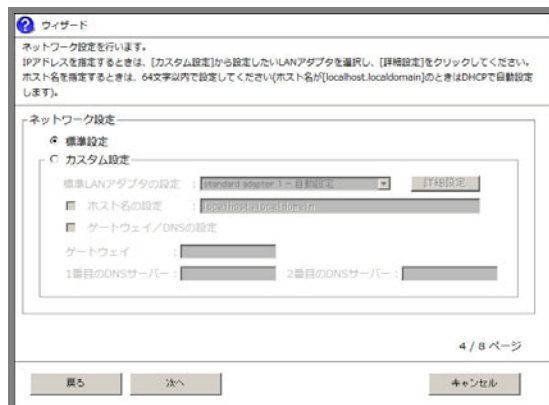 ウィザード
ネットワーク設定を行います。
IPアドレスを指定するときは、[カスタム設定]から設定したいLANアダプタを選択し、[詳細設定]をクリックしてください。
ホスト名を指定するときは、64文字以内で設定してください(ホスト名が[localhost.localdomain]のときはDHCPで自動設定
します)。
ネットワーク設定
標準設定
カスタム設定
標準LANアダプタの設定 : standard adapter 1 - 自動設定 詳細設定
ホスト名の設定 : localhost.localdomain
ゲートウェイ/DNSの設定
ゲートウェイ :
1番目のDNSサーバー : 2番目のDNSサーバー :
4 / 8 ページ
戻る 次へ キャンセル